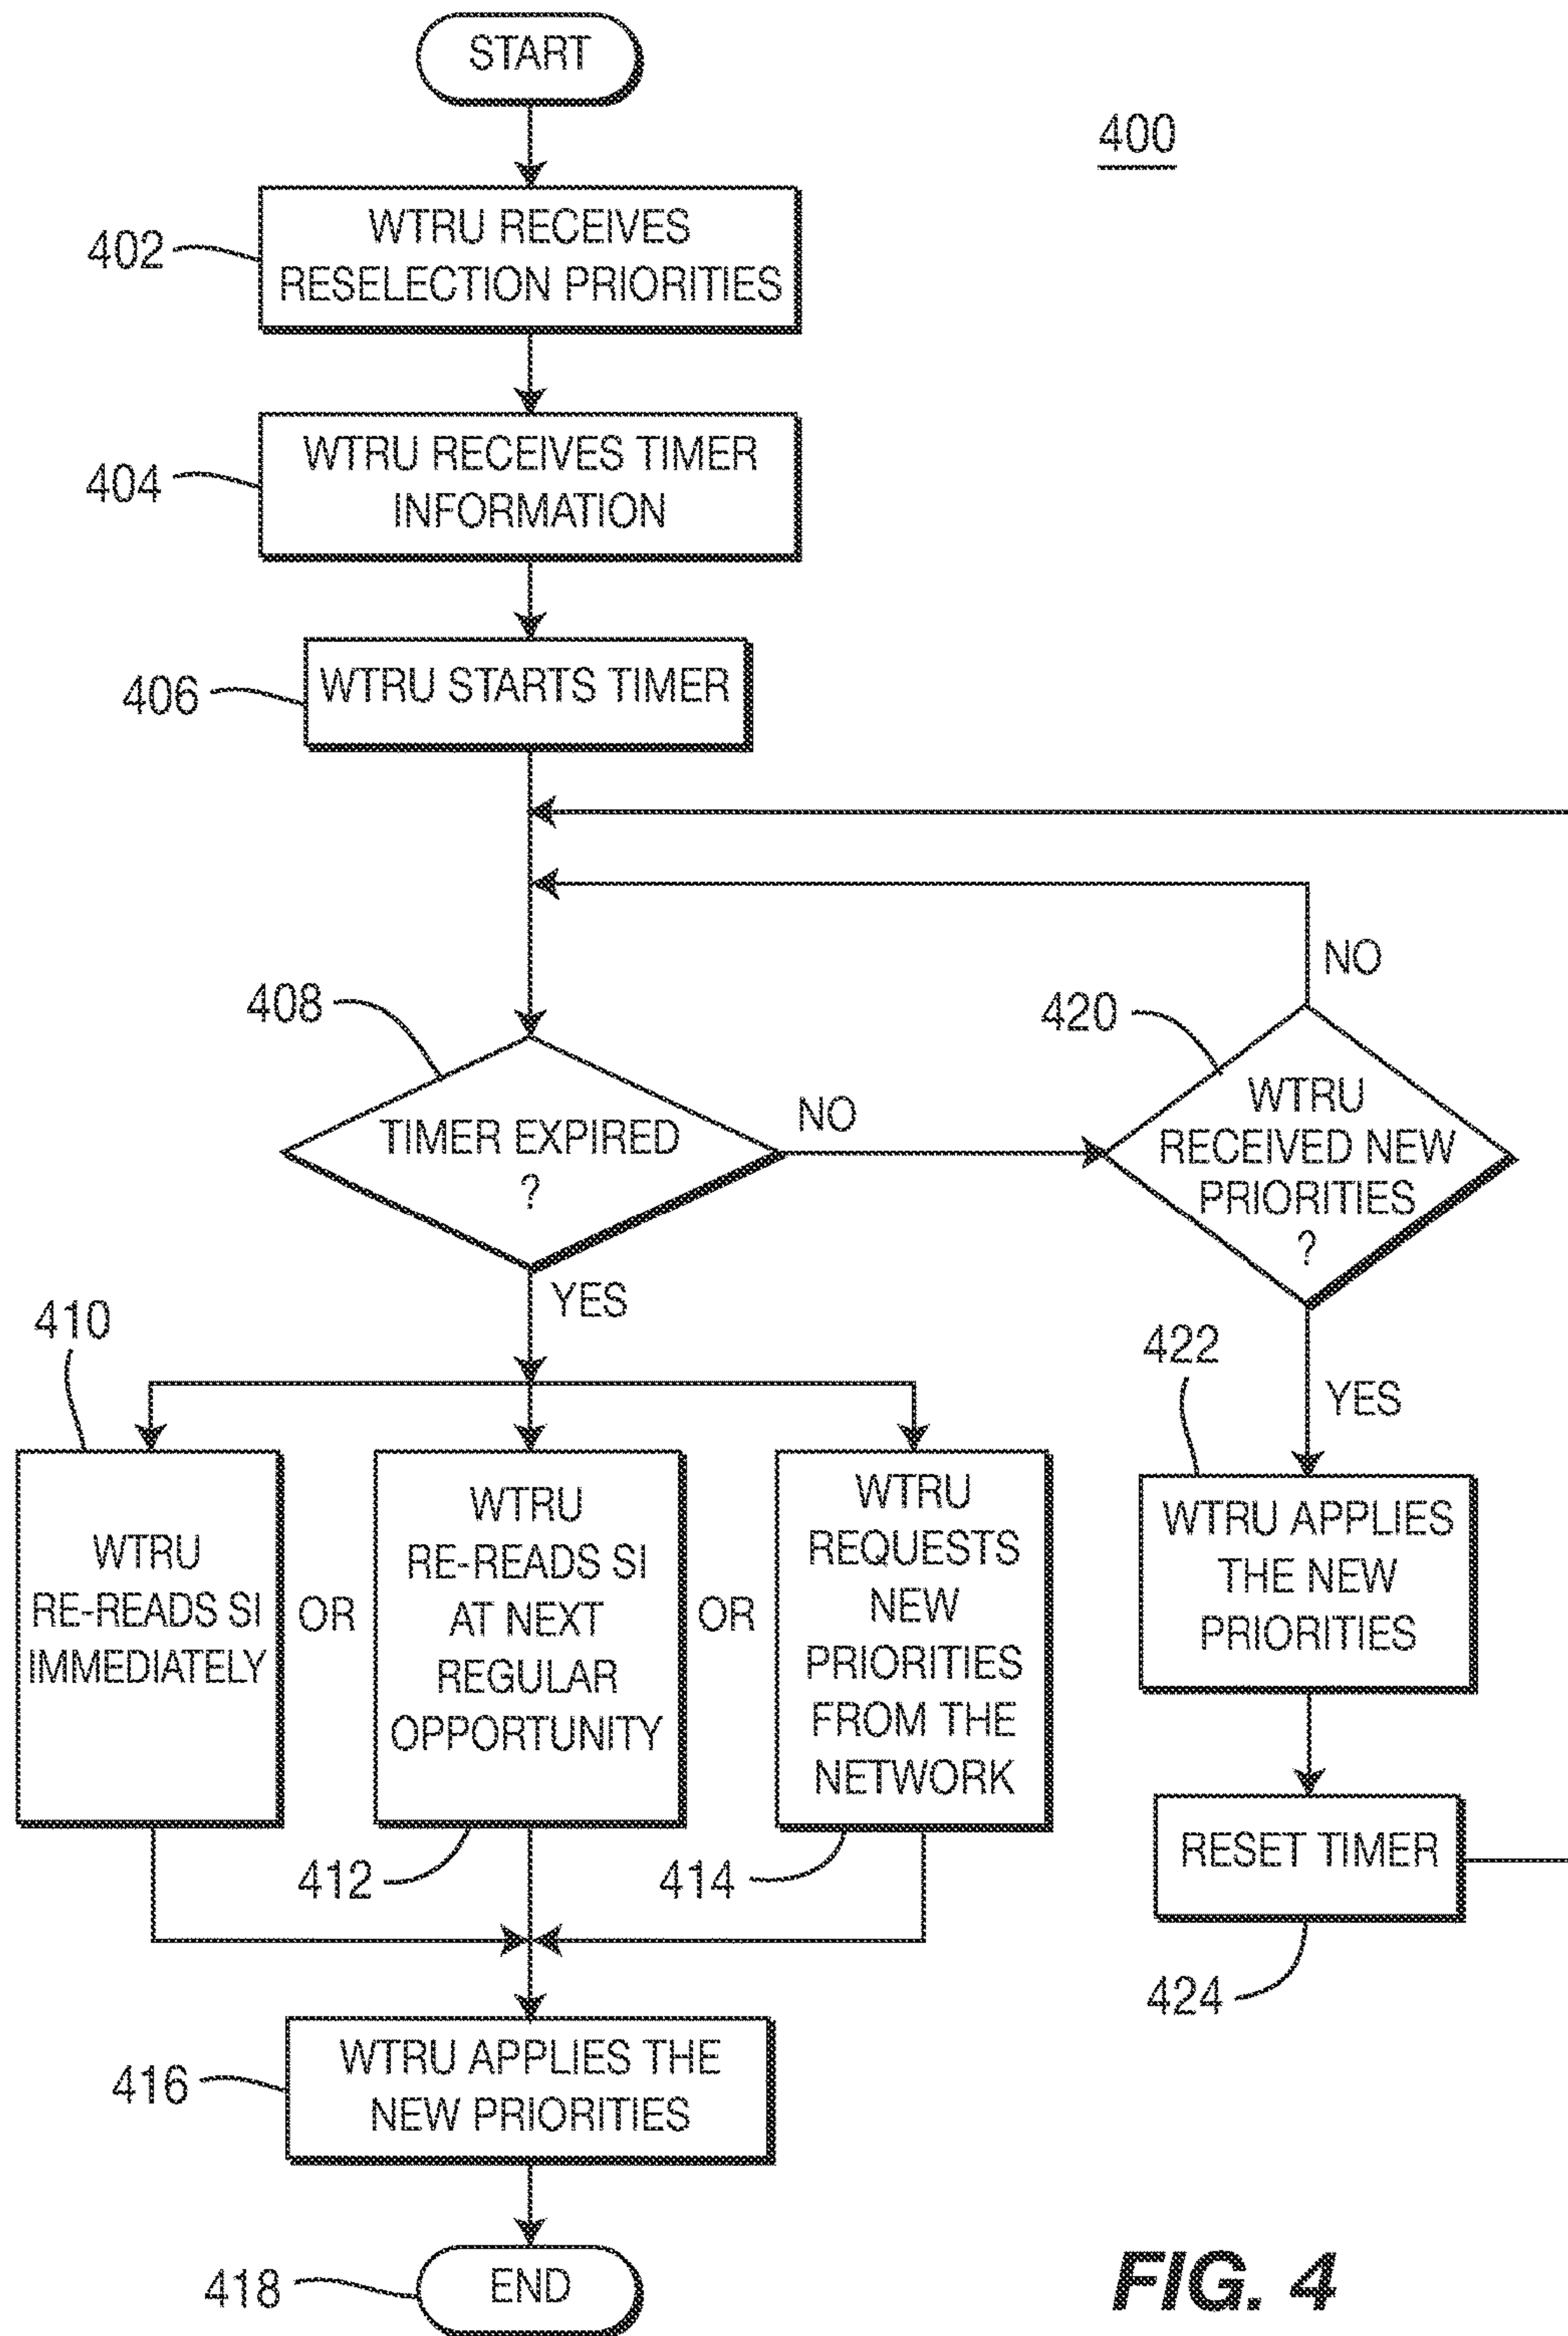 START
400
402
WTRU RECEIVES
RESELECTION PRIORITIES
404
WTRU RECEIVES TIMER
INFORMATION
406
WTRU STARTS TIMER
NO
408
420
TIMER EXPIRED
?
NO
WTRU
RECEIVED NEW
PRIORITIES
?
YES
410
422
YES
WTRU
RE-READS SI
IMMEDIATELY
OR
WTRU
RE-READS SI
AT NEXT
REGULAR
OPPORTUNITY
OR
WTRU
REQUESTS
NEW
PRIORITIES
FROM THE
NETWORK
WTRU APPLIES
THE NEW
PRIORITIES
412
414
RESET TIMER
424
416
WTRU APPLIES THE
NEW PRIORITIES
418
END
FIG. 4